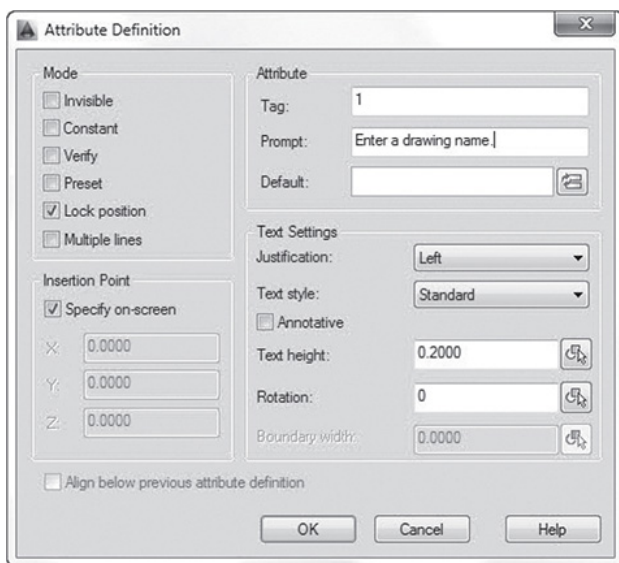 Attribute Definition
Mode
Invisible
Constant
Verify
Preset
Lock position
Multiple lines
Insertion Point
Specify on-screen
X: 0.0000
Y: 0.0000
Z: 0.0000
Attribute
Tag: 1
Prompt: Enter a drawing name.
Default:
Text Settings
Justification: Left
Text style: Standard
Annotative
Text height: 0.2000
Rotation: 0
Boundary width: 0.0000
Align below previous attribute definition
OK Cancel Help